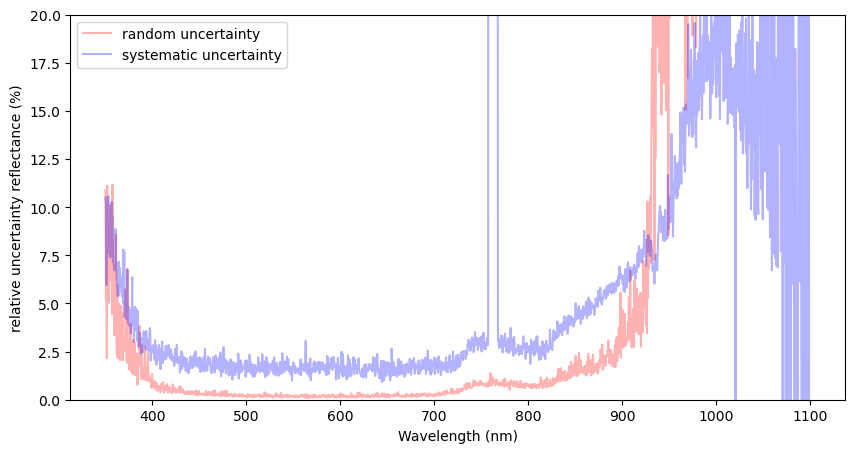 20.0
17.5
15.0
12.5
10.0
7.5
5.0
2.5
0.0
relative uncertainty reflectance (%)
random uncertainty
systematic uncertainty
400 500 600 700 800 900 1000 1100
Wavelength (nm)